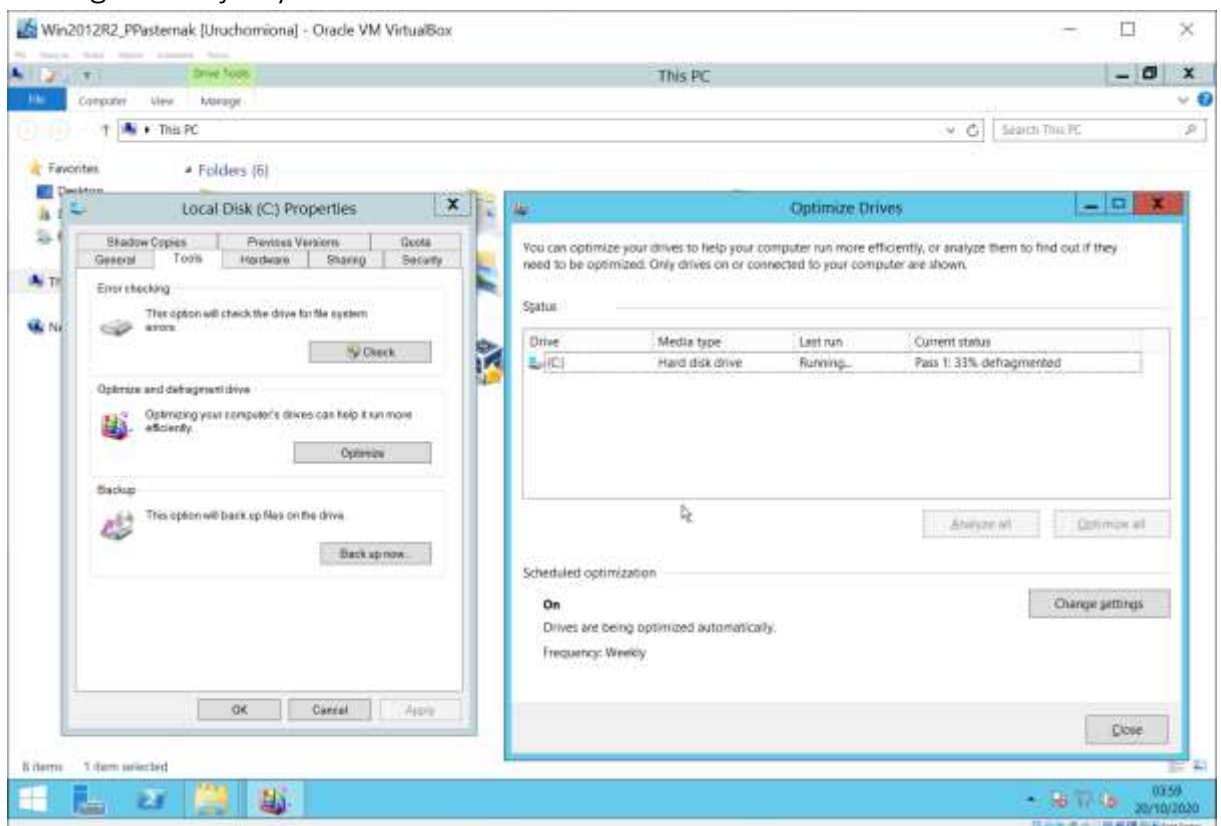 Win2012R2_PPasternak [Uruchomiona] - Oracle VM VirtualBox
Drive Tools
This PC
File Computer View Manage
This PC
Search This PC
Favorites
Folders (6)
Desktop
Local Disk (C:) Properties
Shadow Copies Previous Versions Quota
General Tools Hardware Sharing Security
Error checking
This option will check the drive for file system
errors.
Check
Optimize and defragment drive
Optimizing your computer's drives can help it run more
efficiently.
Optimize
Backup
This option will back up files on the drive.
Back up now...
OK Cancel Apply
Optimize Drives
You can optimize your drives to help your computer run more efficiently, or analyze them to find out if they
need to be optimized. Only drives on or connected to your computer are shown.
Status
Drive Media type Last run Current status
(C:) Hard disk drive Running... Pass 1: 33% defragmented
Analyze all Optimize all
Scheduled optimization
On
Change settings
Drives are being optimized automatically.
Frequency: Weekly
Close
8 items 1 item selected
03:59
20/10/2020